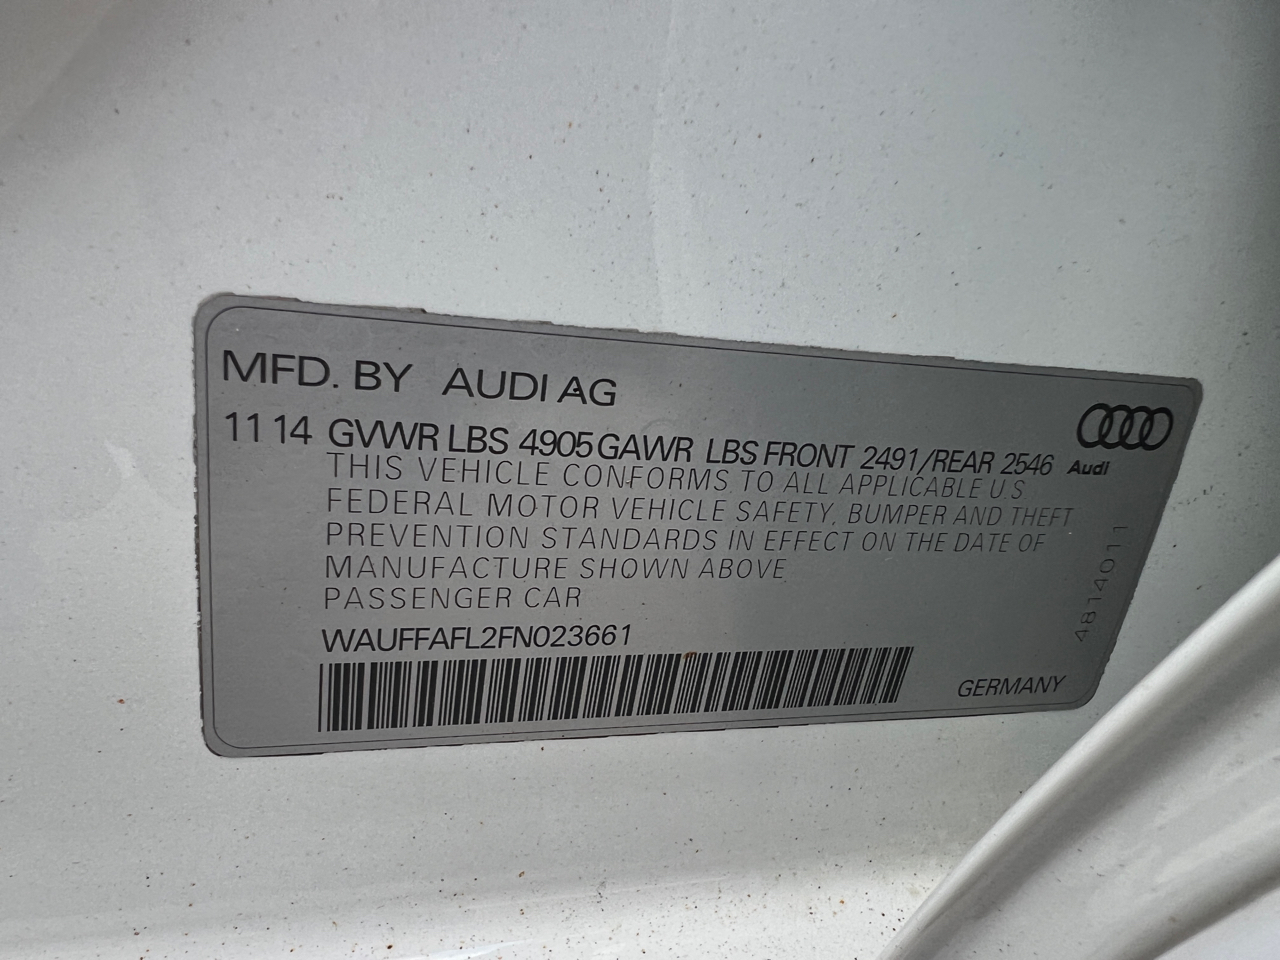 MFD. BY AUDI AG
11 14 GVWR LBS 4905 GAWR LBS FRONT 2491/REAR 2546
Audi
THIS VEHICLE CONFORMS TO ALL APPLICABLE U.S
FEDERAL MOTOR VEHICLE SAFETY, BUMPER AND THEFT
PREVENTION STANDARDS IN EFFECT ON THE DATE OF
MANUFACTURE SHOWN ABOVE
PASSENGER CAR
WAUFFAFL2FN023661
GERMANY
4814011